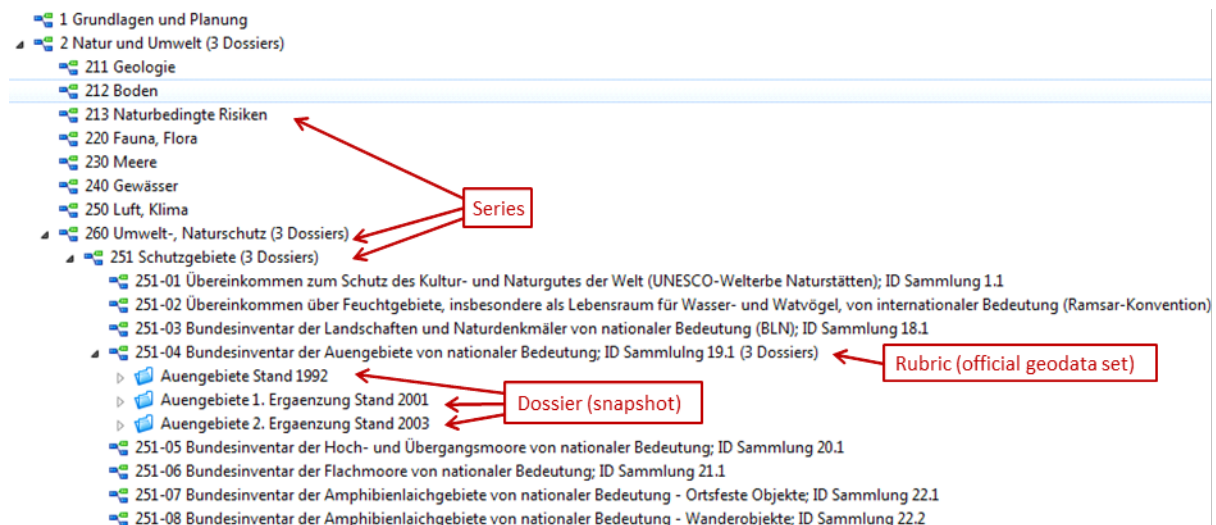 1 Grundlagen und Planung
2 Natur und Umwelt (3 Dossiers)
211 Geologie
212 Boden
213 Naturbedingte Risiken
220 Fauna, Flora
230 Meere
240 Gewässer
250 Luft, Klima
Series
260 Umwelt-, Naturschutz (3 Dossiers)
251 Schutzgebiete (3 Dossiers)
251-01 Übereinkommen zum Schutz des Kultur- und Naturgutes der Welt (UNESCO-Welterbe Naturstätten); ID Sammlung 1.1
251-02 Übereinkommen über Feuchtgebiete, insbesondere als Lebensraum für Wasser- und Watvögel, von internationaler Bedeutung (Ramsar-Konvention)
251-03 Bundesinventar der Landschaften und Naturdenkmäler von nationaler Bedeutung (BLN); ID Sammlung 18.1
251-04 Bundesinventar der Auengebiete von nationaler Bedeutung; ID Sammlulng 19.1 (3 Dossiers)
Rubric (official geodata set)
Auengebiete Stand 1992
Auengebiete 1. Ergaenzung Stand 2001
Dossier (snapshot)
Auengebiete 2. Ergaenzung Stand 2003
251-05 Bundesinventar der Hoch- und Übergangsmoore von nationaler Bedeutung; ID Sammlung 20.1
251-06 Bundesinventar der Flachmoore von nationaler Bedeutung; ID Sammlung 21.1
251-07 Bundesinventar der Amphibienlaichgebiete von nationaler Bedeutung - Ortsfeste Objekte; ID Sammlung 22.1
251-08 Bundesinventar der Amphibienlaichgebiete von nationaler Bedeutung - Wanderobjekte; ID Sammlung 22.2